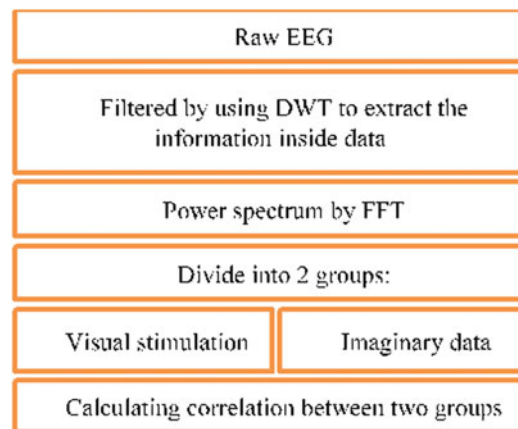 Raw EEG
Filtered by using DWT to extract the
information inside data
Power spectrum by FFT
Divide into 2 groups:
Visual stimulation
Imaginary data
Calculating correlation between two groups